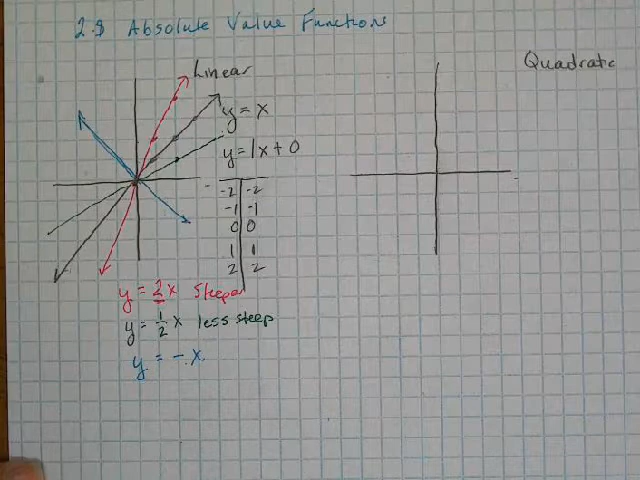 2.8 Absolute Value Functions
Linear
Quadratic
y = x
y = 1x + 0
-2 -2
-1 -1
0 0
1 1
2 2
y = 2x Steeper
y = 1/2 x less steep
y = -x